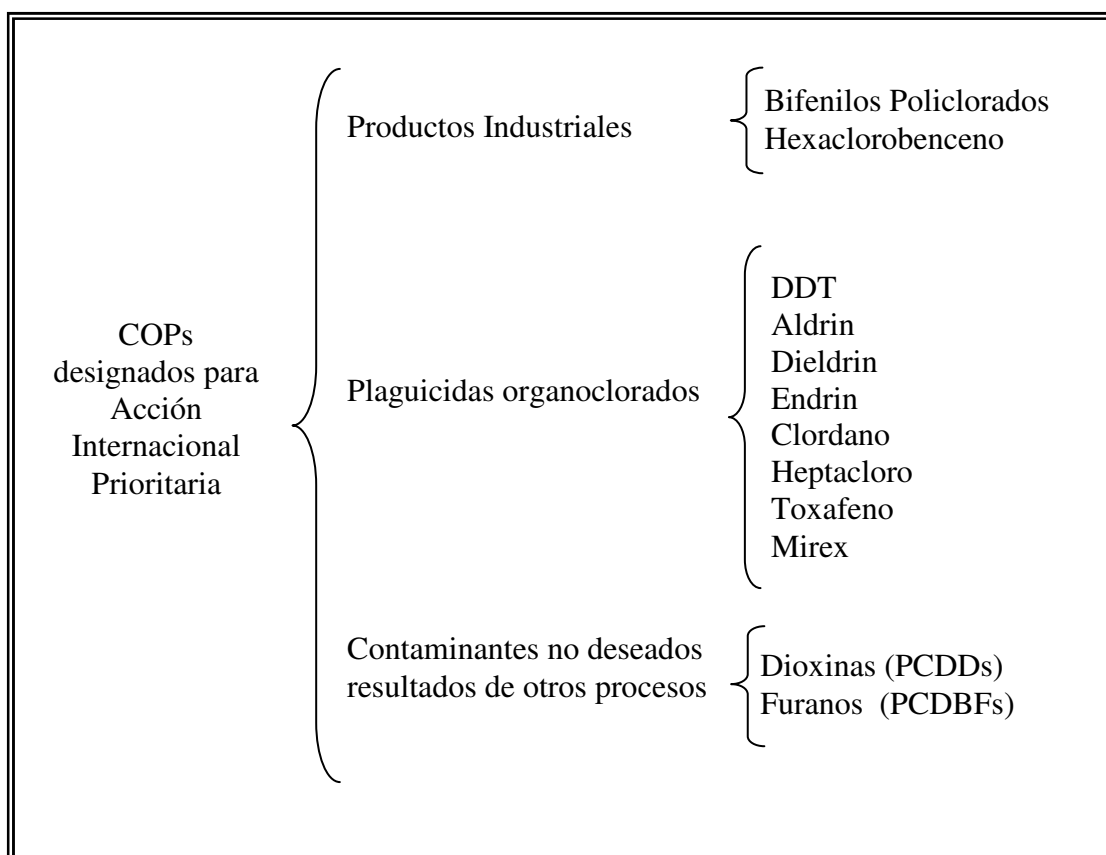 COPs
designados para
Acción
Internacional
Prioritaria
Productos Industriales
Bifenilos Policlorados
Hexaclorobenceno
Plaguicidas organoclorados
DDT
Aldrin
Dieldrin
Endrin
Clordano
Heptacloro
Toxafeno
Mirex
Contaminantes no deseados
resultados de otros procesos
Dioxinas (PCDDs)
Furanos (PCDBFs)